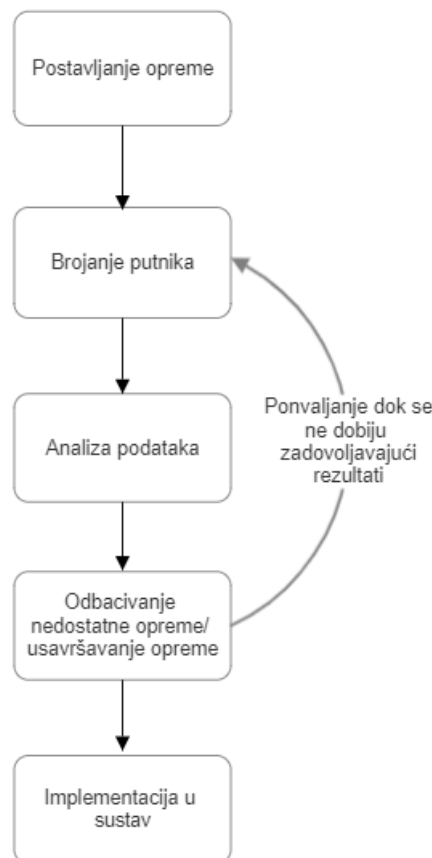 Postavljanje opreme
Brojanje putnika
Analiza podataka
Ponvaljanje dok se
ne dobiju
zadovoljavajući
rezultati
Odbacivanje
nedostatne opreme/
usavršavanje opreme
Implementacija u
sustav